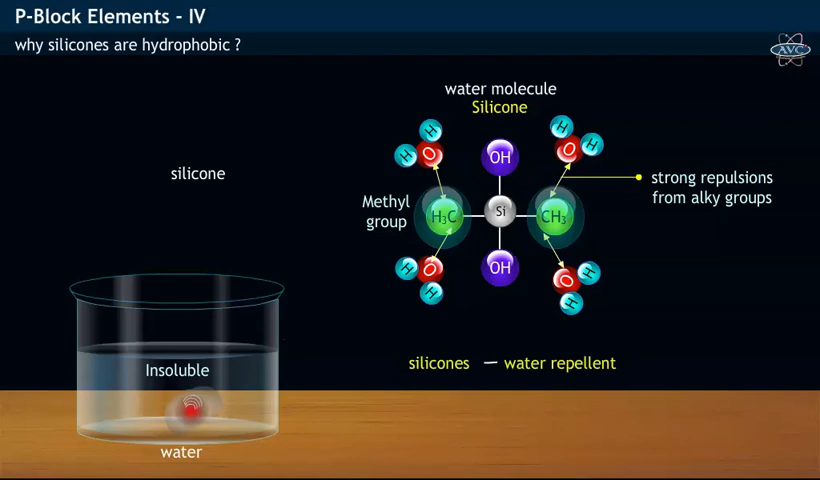 P-Block Elements - IV
why silicones are hydrophobic ?
AVC
water molecule
Silicone
silicone
H
H
O
OH
H
H
O
strong repulsions
from alky groups
Methyl
group
H₃C
Si
CH₃
H
H
O
OH
H
H
O
silicones — water repellent
Insoluble
water